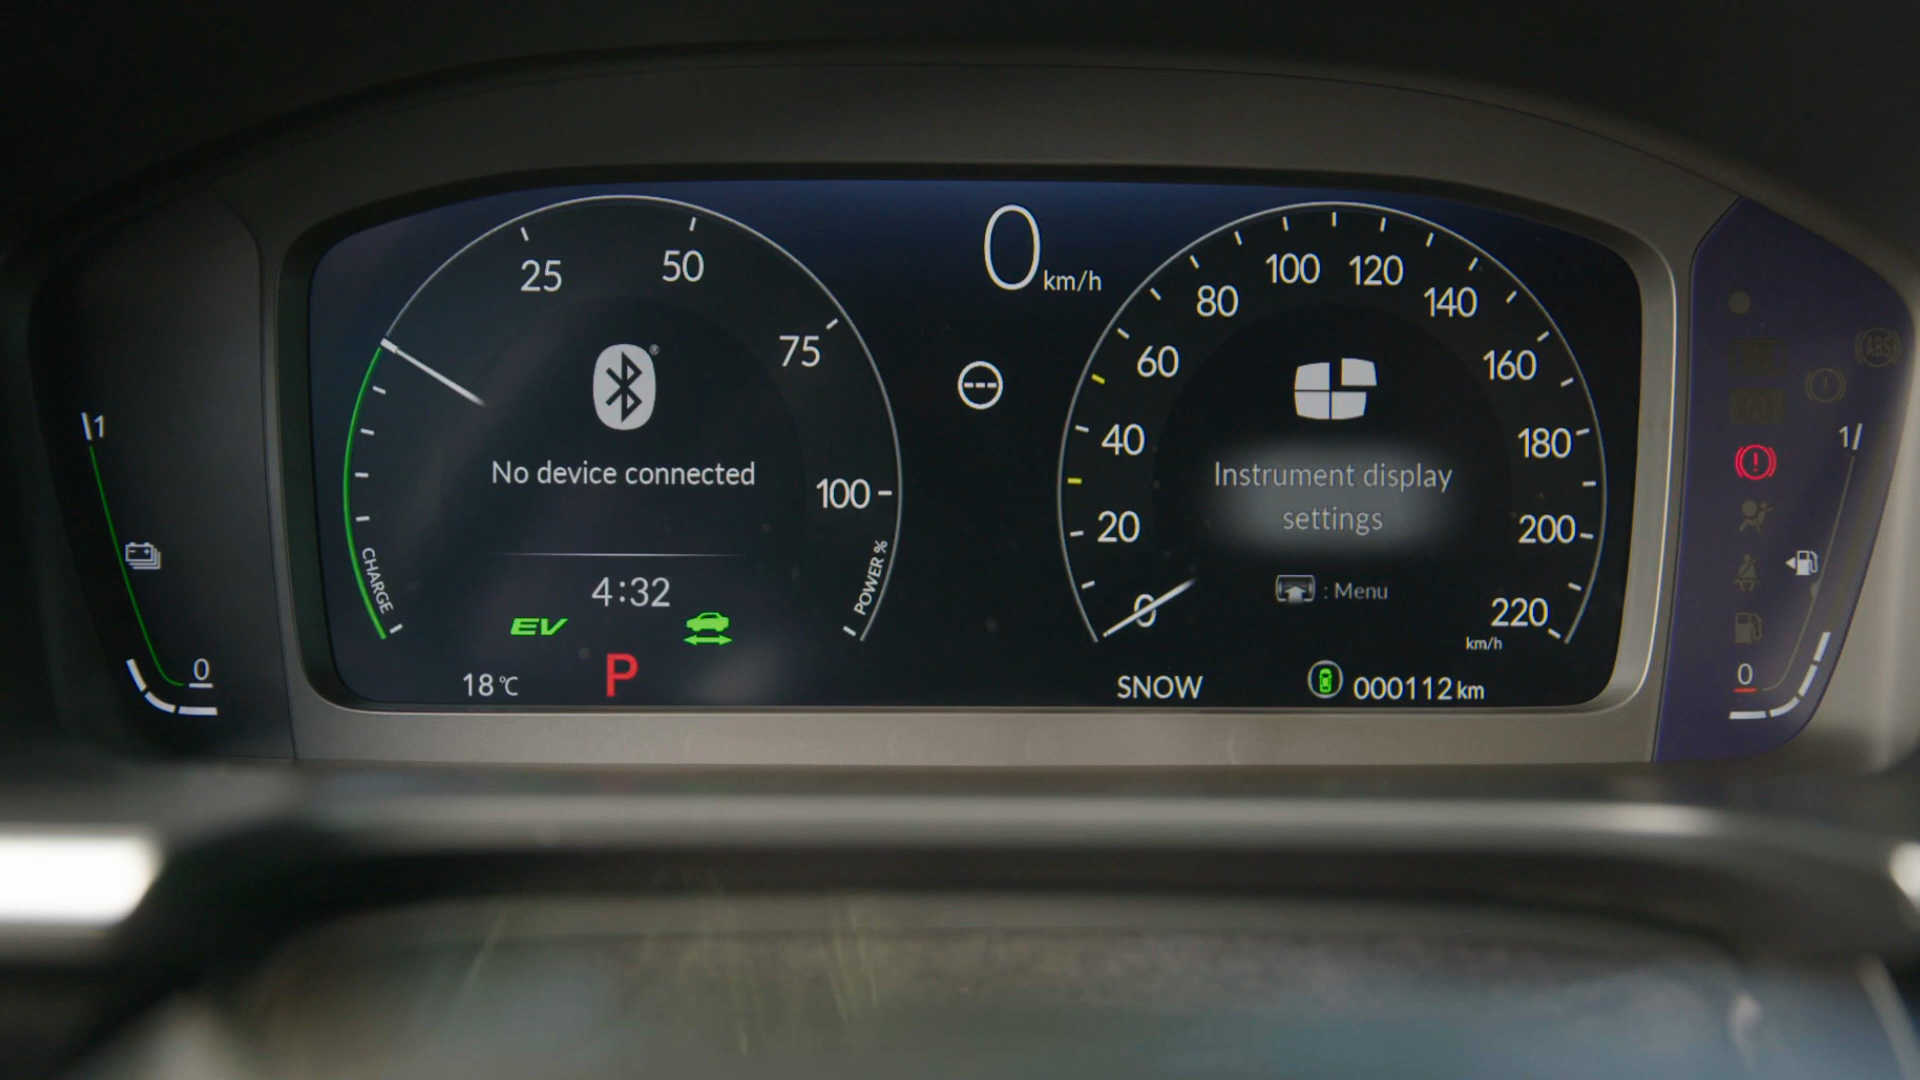 0 km/h
25
50
75
100
CHARGE
POWER %
®
No device connected
4:32
EV
18℃
P
0
20
40
60
80
100
120
140
160
180
200
220
km/h
Instrument display
settings
: Menu
SNOW
000112 km
1
0
ABS
1
0